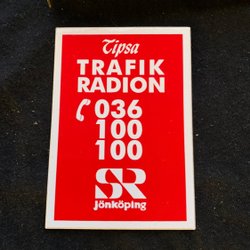 Tipsa
TRAFIK
RADION
036
100
100
SR
jönköping